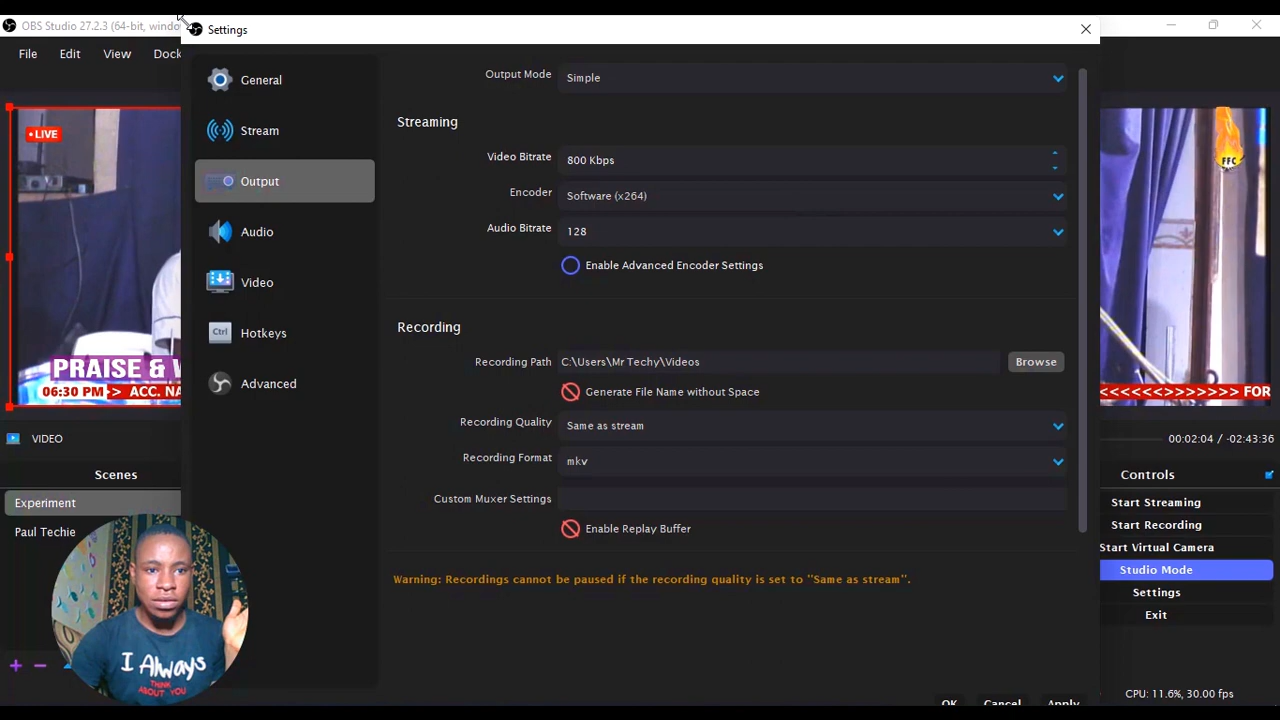 OBS Studio 27.2.3 (64-bit, windo
Settings
File Edit View Dock
General
Stream
Output
Audio
Video
Ctrl
Hotkeys
Advanced
Output Mode Simple
Streaming
Video Bitrate 800 Kbps
Encoder Software (x264)
Audio Bitrate 128
Enable Advanced Encoder Settings
Recording
Recording Path C:\Users\Mr Techy\Videos Browse
Generate File Name without Space
Recording Quality Same as stream
Recording Format mkv
Custom Muxer Settings
Enable Replay Buffer
Warning: Recordings cannot be paused if the recording quality is set to "Same as stream".
OK Cancel Apply
• LIVE
PRAISE & W
06:30 PM -> ACC. NA
VIDEO
Scenes
Experiment
Paul Techie
I Always
THINK
ABOUT YOU
FFC
<<<<<<>>>>>>> FOR
00:02:04 / -02:43:36
Controls
Start Streaming
Start Recording
Start Virtual Camera
Studio Mode
Settings
Exit
CPU: 11.6%, 30.00 fps